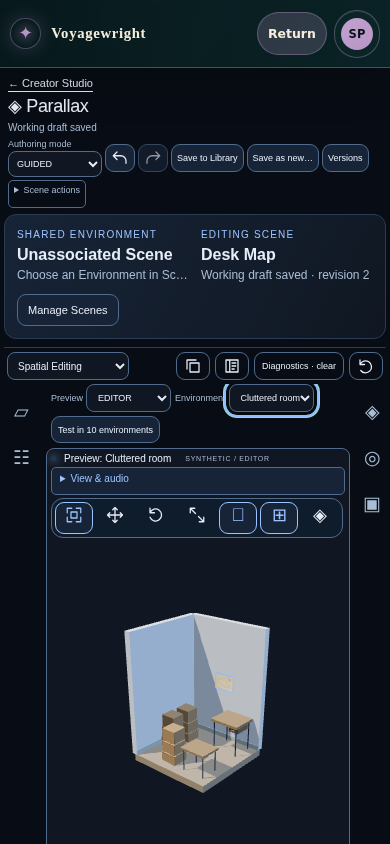 Voyagewright
Return
SP
← Creator Studio
◈ Parallax
Working draft saved
Authoring mode
GUIDED
Save to Library
Save as new…
Versions
Scene actions
SHARED ENVIRONMENT
Unassociated Scene
Choose an Environment in Sc…
EDITING SCENE
Desk Map
Working draft saved · revision 2
Manage Scenes
Spatial Editing
Diagnostics · clear
Preview
EDITOR
Environmen
Cluttered room
Test in 10 environments
Preview: Cluttered room
SYNTHETIC / EDITOR
View & audio